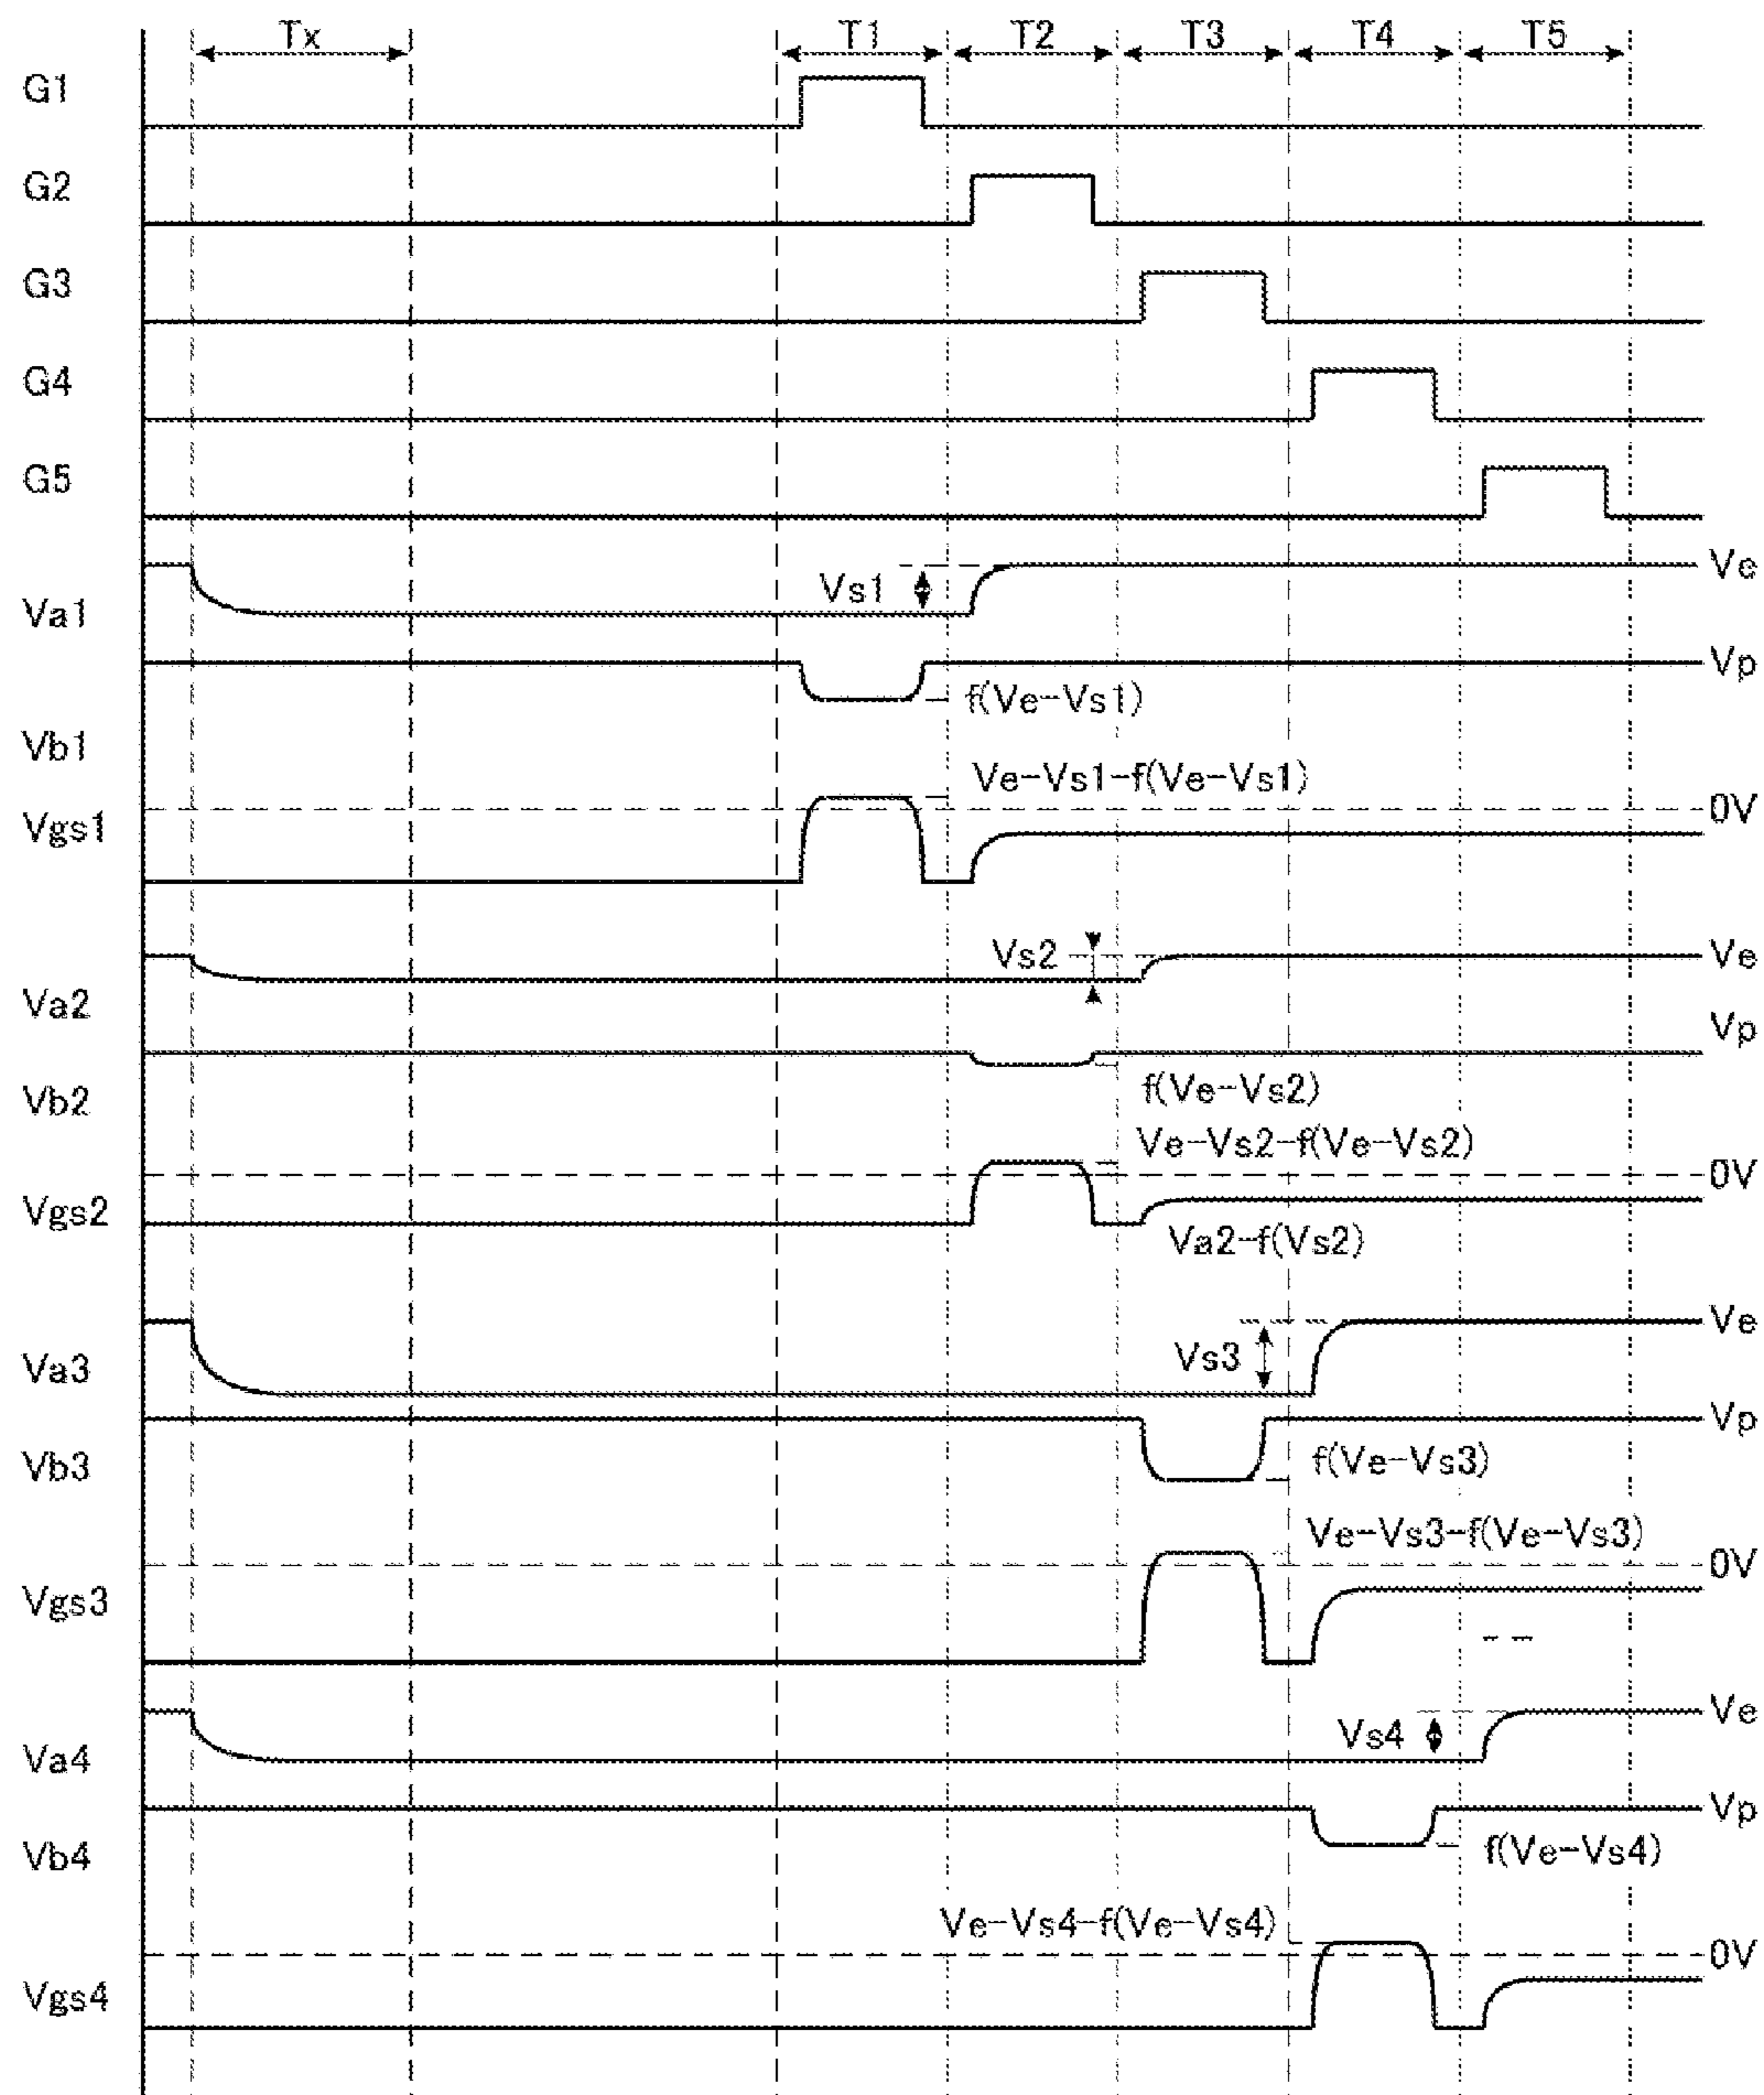 Tx T1 T2 T3 T4 T5
G1
G2
G3
G4
G5
Ve
Vs1
Va1
Vp
f(Ve-Vs1)
Vb1
Ve-Vs1-f(Ve-Vs1)
0V
Vgs1
Vs2
Ve
Va2
Vp
f(Ve-Vs2)
Vb2
Ve-Vs2-f(Ve-Vs2)
0V
Vgs2
Va2-f(Vs2)
Ve
Vs3
Va3
Vp
Vb3
f(Ve-Vs3)
Ve-Vs3-f(Ve-Vs3)
0V
Vgs3
Ve
Vs4
Va4
Vp
Vb4
f(Ve-Vs4)
Ve-Vs4-f(Ve-Vs4)
0V
Vgs4